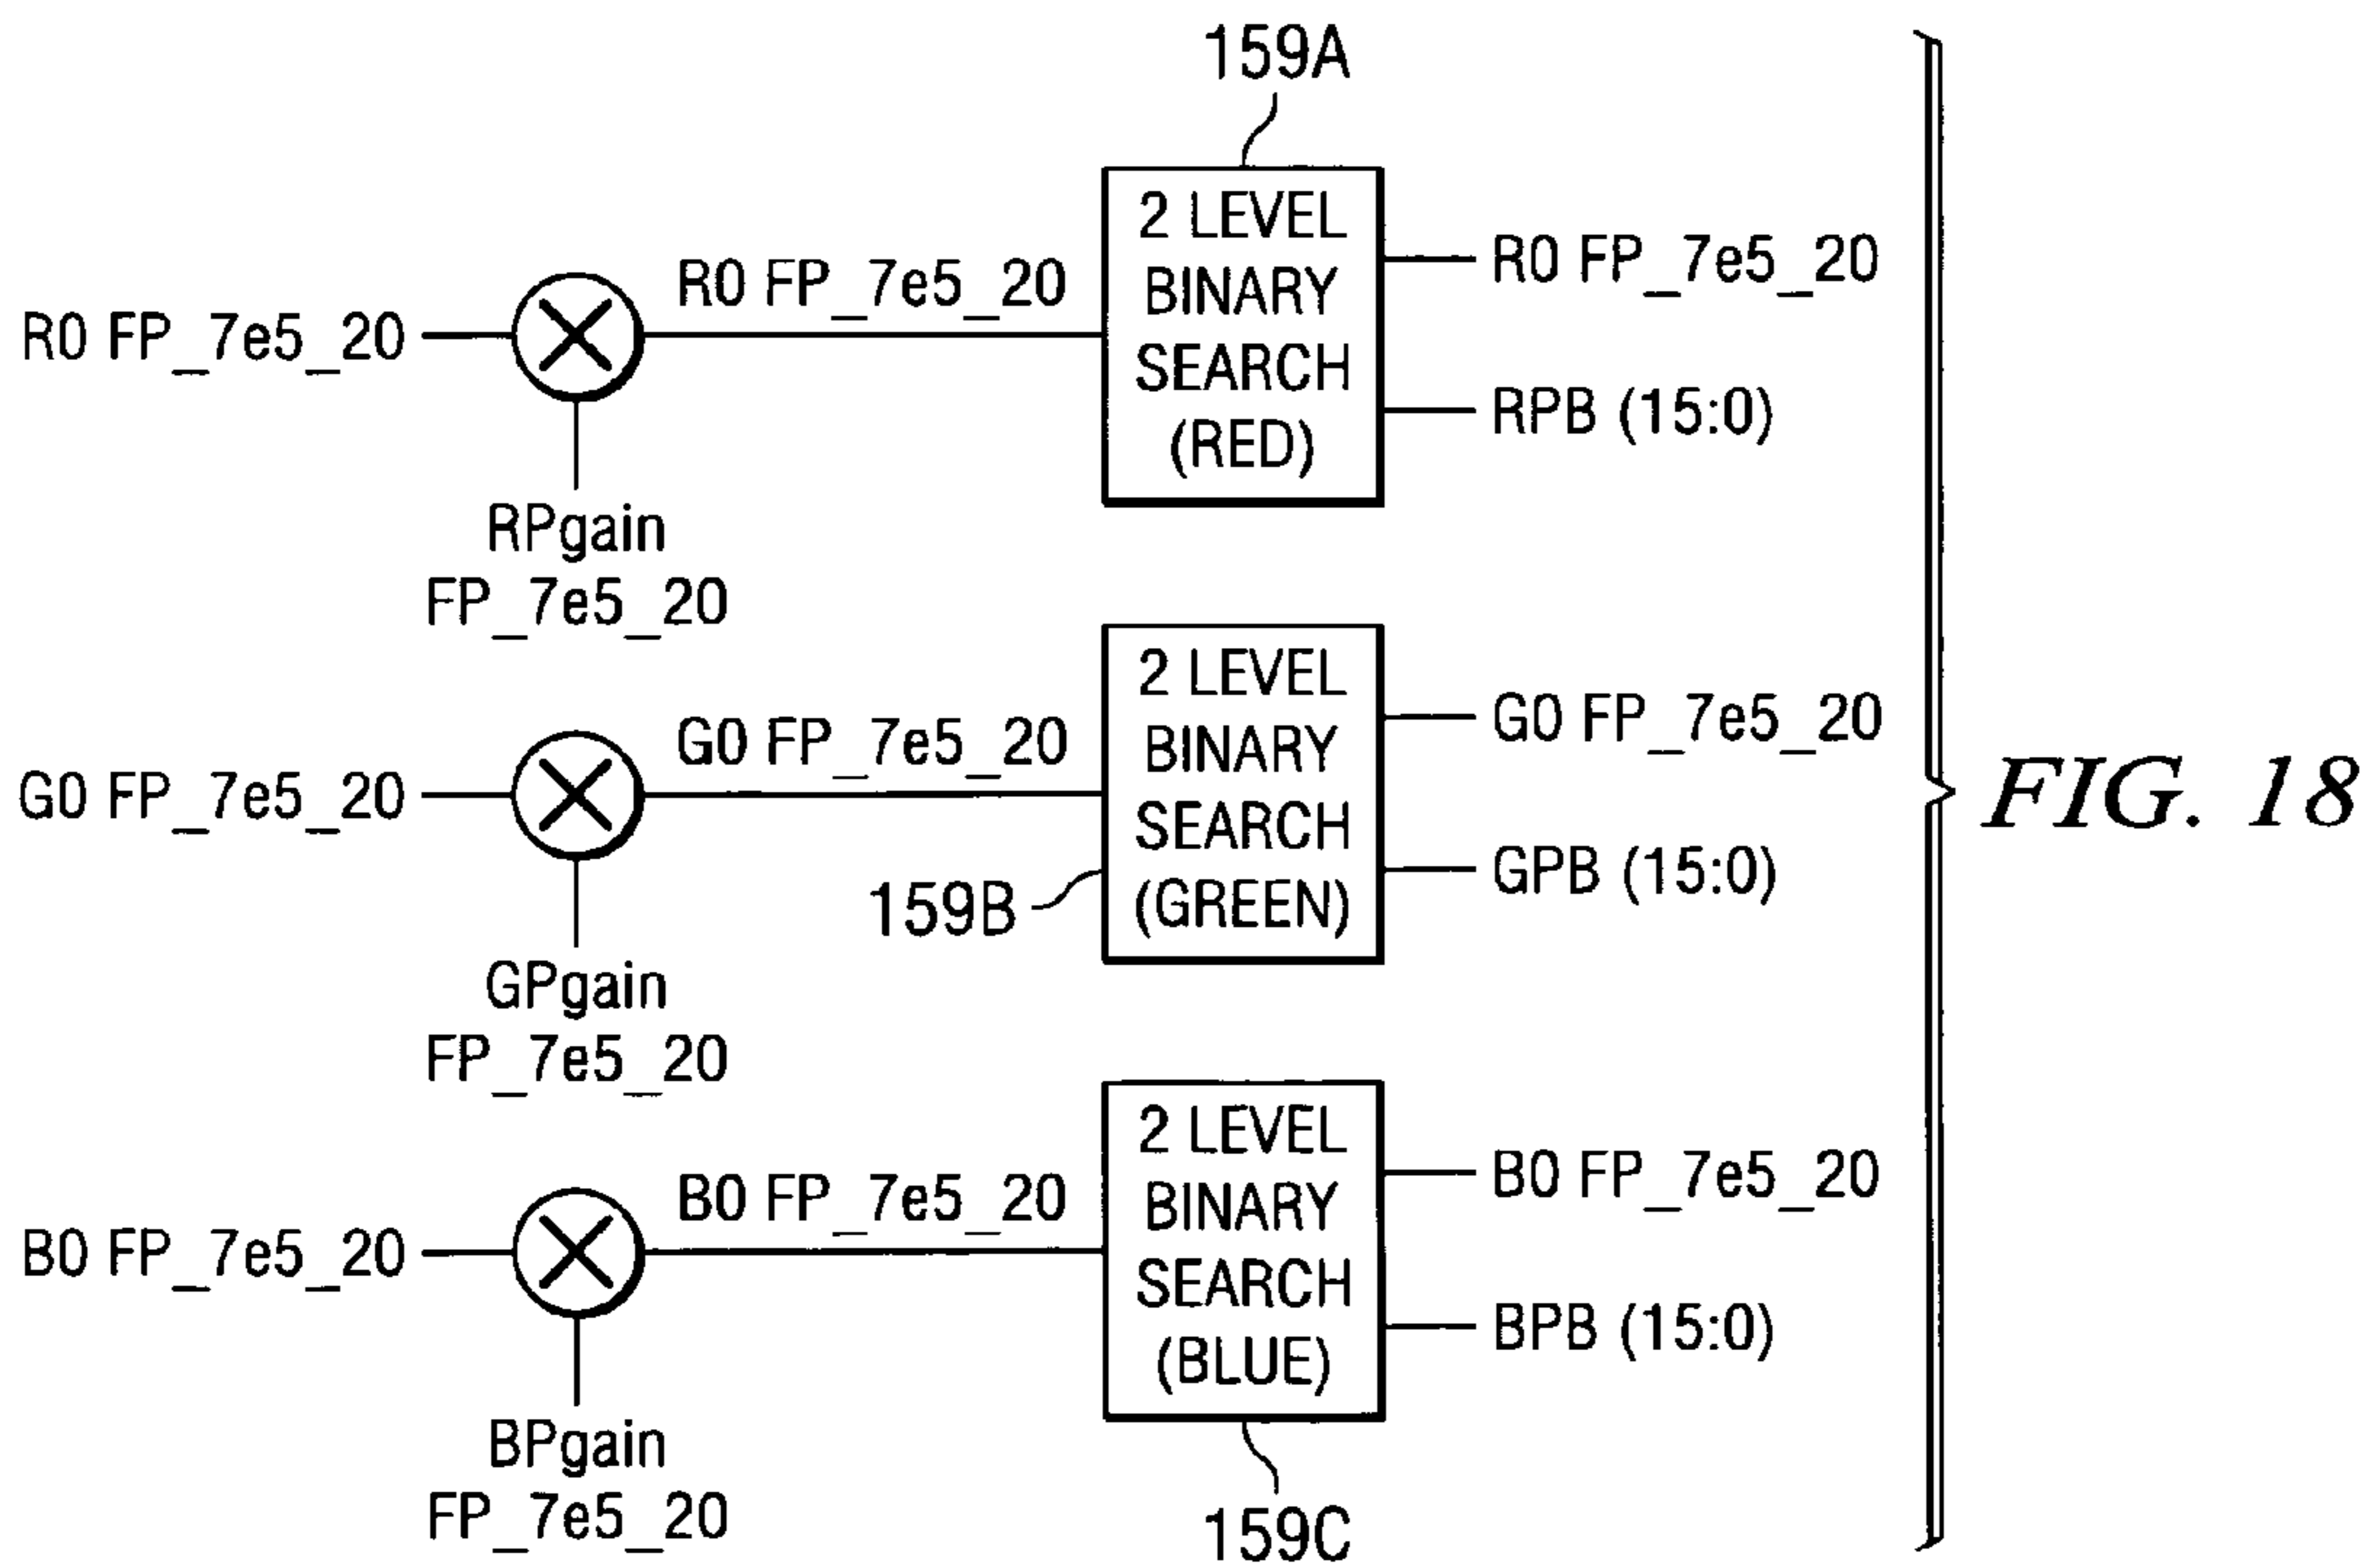 159A
2 LEVEL
BINARY
SEARCH
(RED)
R0 FP_7e5_20
R0 FP_7e5_20
R0 FP_7e5_20
RPB (15:0)
RPgain
FP_7e5_20
2 LEVEL
BINARY
SEARCH
(GREEN)
G0 FP_7e5_20
G0 FP_7e5_20
G0 FP_7e5_20
GPB (15:0)
159B
GPgain
FP_7e5_20
2 LEVEL
BINARY
SEARCH
(BLUE)
B0 FP_7e5_20
B0 FP_7e5_20
B0 FP_7e5_20
BPB (15:0)
BPgain
FP_7e5_20
159C
FIG. 18